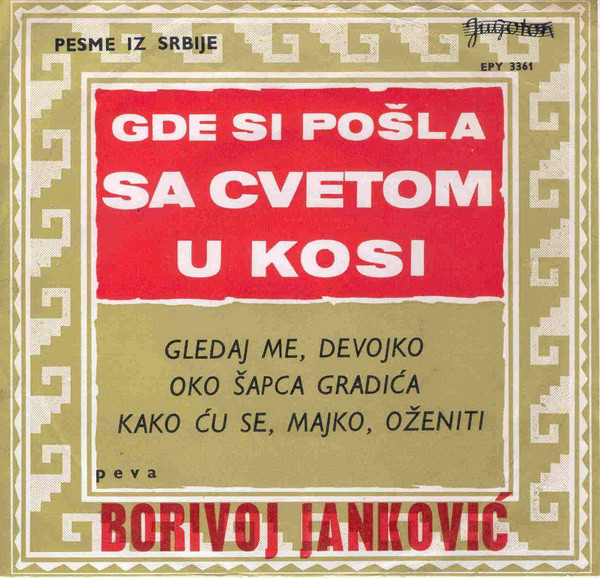 PESME IZ SRBIJE
Jugoton
EPY 3361
GDE SI POŠLA
SA CVETOM
U KOSI
GLEDAJ ME, DEVOJKO
OKO ŠAPCA GRADIĆA
KAKO ĆU SE, MAJKO, OŽENITI
peva
BORIVOJ JANKOVIĆ